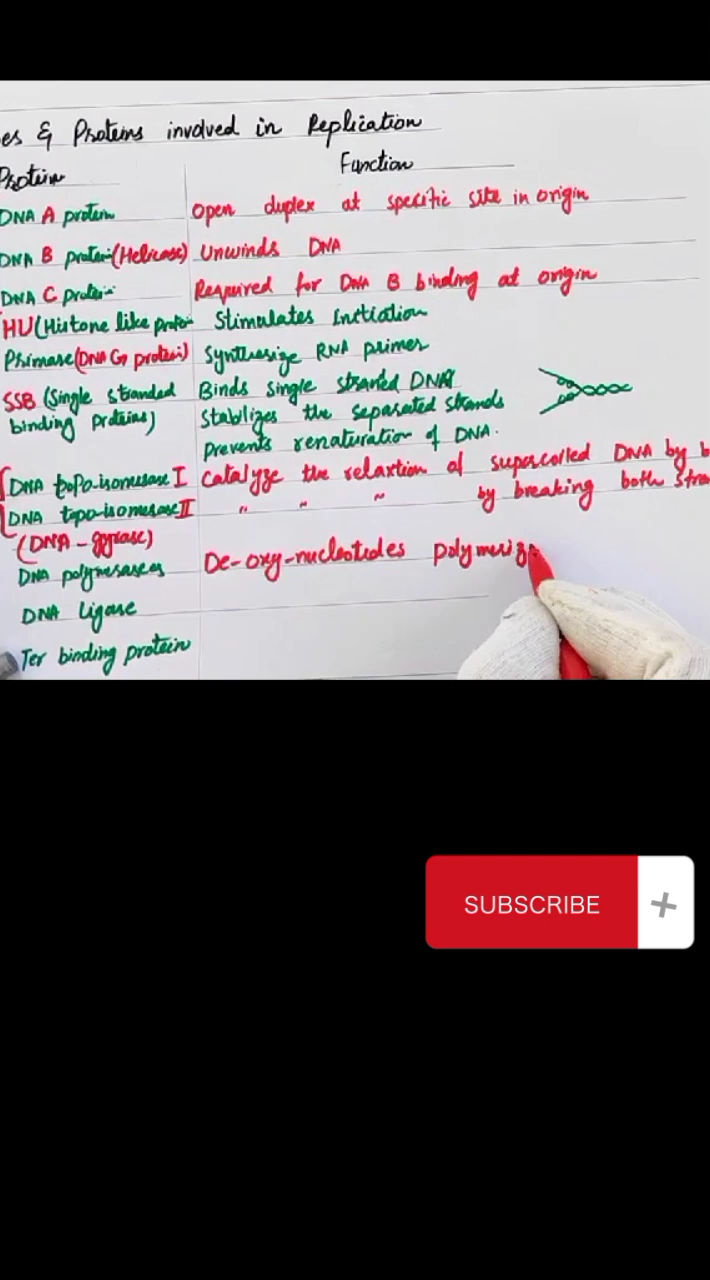 es & Proteins involved in Replication
Protein Function
DNA A protein Open duplex at specific site in origin
DNA B protein (Helicase) Unwinds DNA
DNA C protein Required for DNA B binding at origin
HU (Histone like protein Stimulates Initiation
Primase (DNA G protein) Synthesize RNA primer
SSB (Single stranded Binds single stranded DNA
binding proteins) Stabilizes the separated strands
Prevents renaturation of DNA.
DNA topo-isomerase I Catalyze the relaxtion of supercoiled DNA by b
DNA topo-isomerase II " " " by breaking both stra
(DNA - gyrase)
DNA polymerases De-oxy-nucleotides polymeriz
DNA ligase
Ter binding protein
SUBSCRIBE +